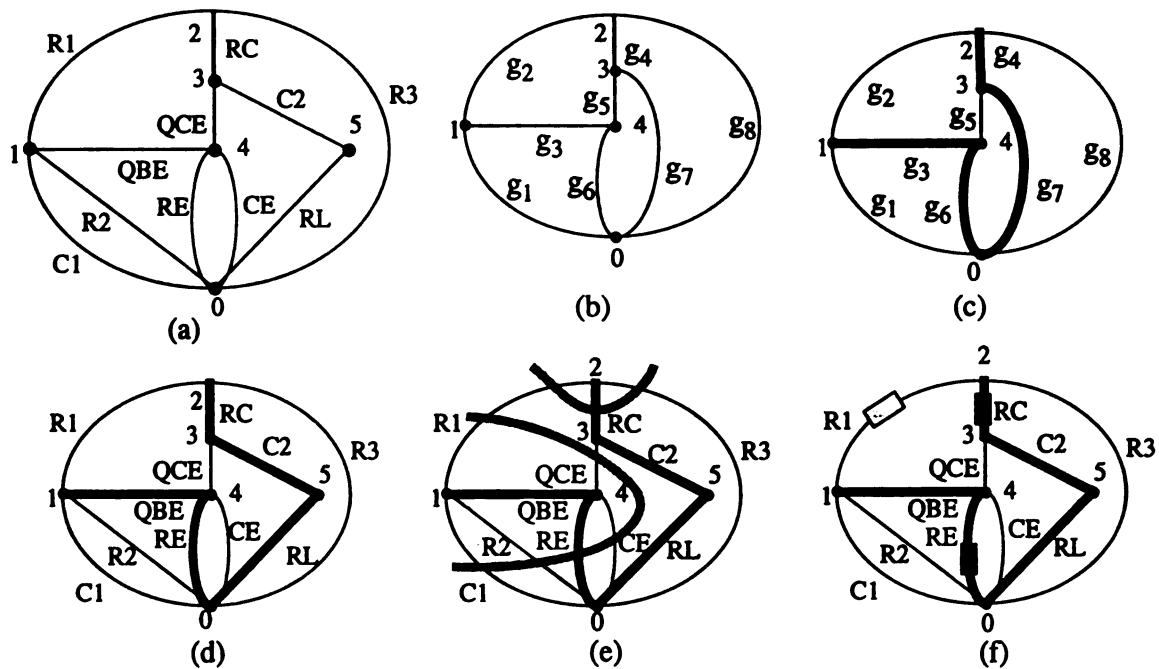 R1
2
RC
3
C2
R3
QCE
5
1
4
QBE
RE
CE
R2
RL
C1
0
(a)
2
g4
g2
3
g5
1
4
g3
g8
g1
g6
g7
0
(b)
2
g4
g2
3
g5
1
4
g3
g8
g1
g6
g7
0
(c)
2
R1
RC
3
C2
R3
QCE
5
1
4
QBE
RE
CE
R2
RL
C1
0
(d)
2
R1
RC
3
C2
R3
QCE
5
1
4
QBE
R2
RE
CE
RL
C1
0
(e)
2
R1
RC
3
C2
R3
QCE
5
1
4
QBE
RE
CE
R2
RL
C1
0
(f)